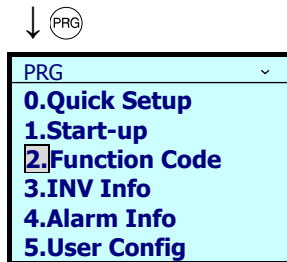 PRG
PRG
0.Quick Setup
1.Start-up
2.Function Code
3.INV Info
4.Alarm Info
5.User Config